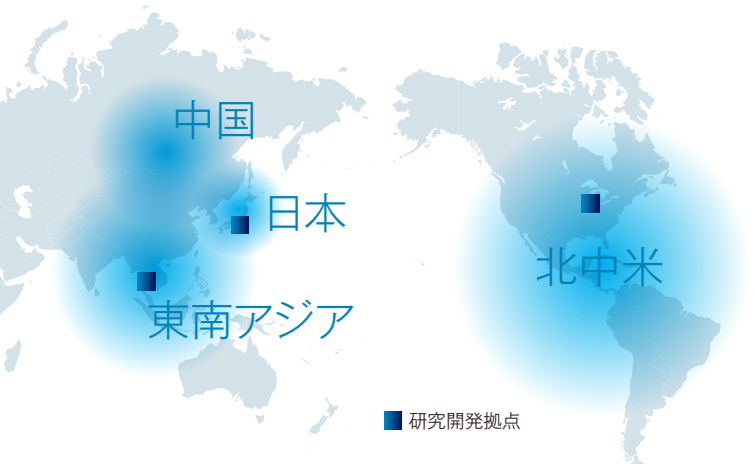 中国
日本
東南アジア
北中米
研究開発拠点